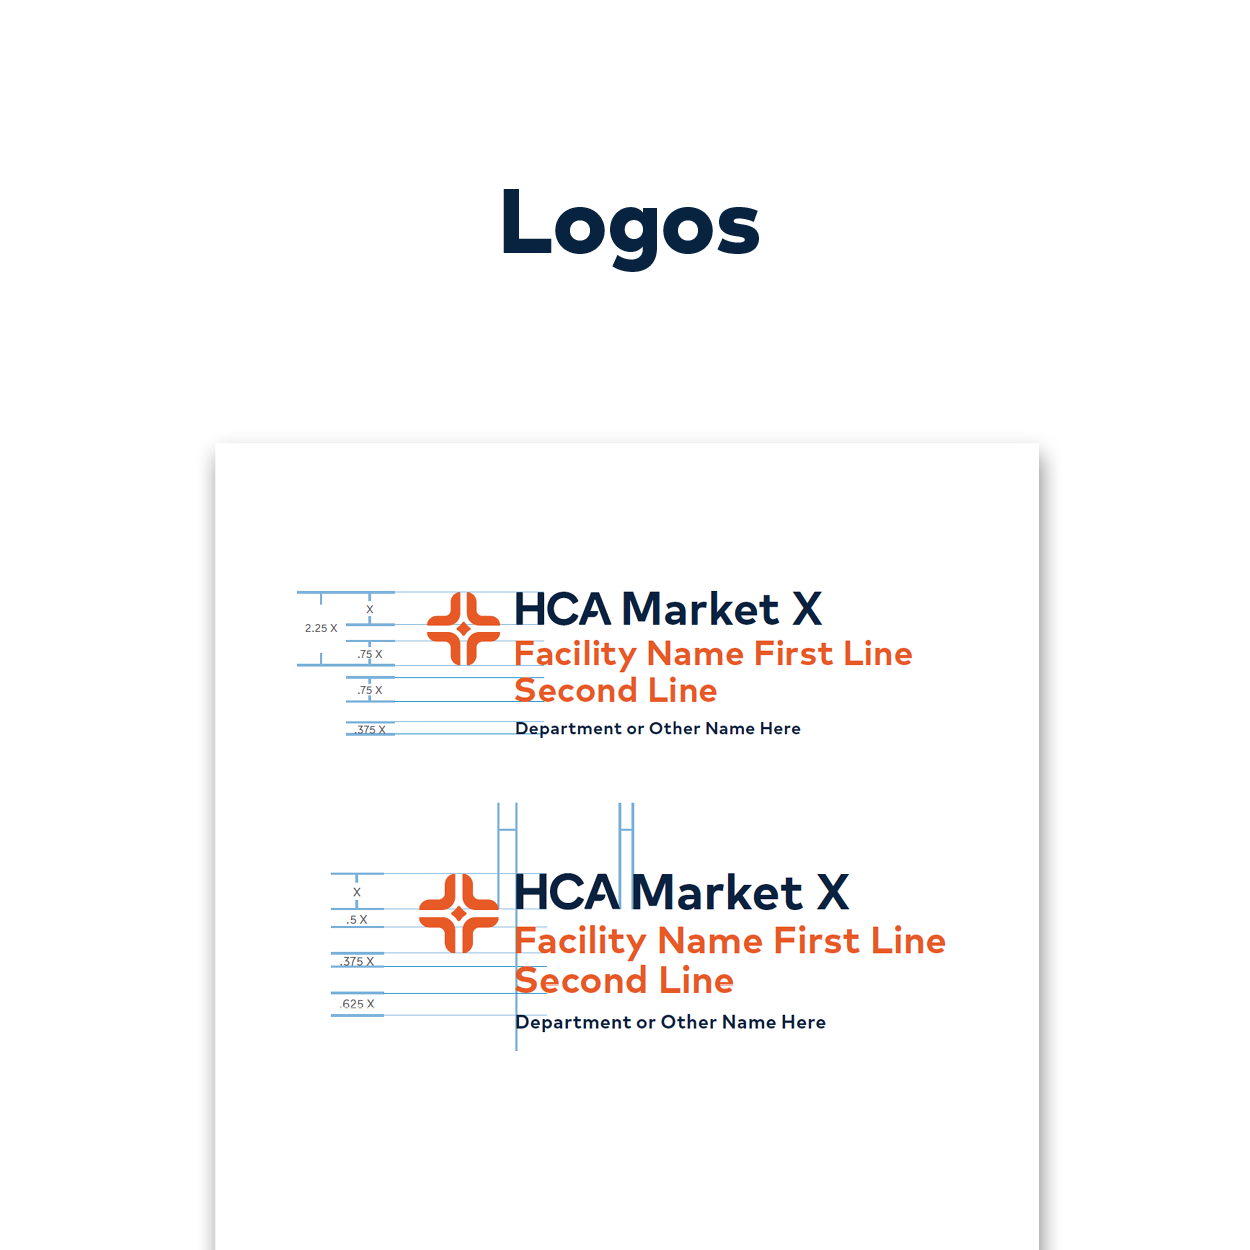 Logos
HCA Market X
X
2.25 X
Facility Name First Line
.75 X
Second Line
.75 X
Department or Other Name Here
.375 X
HCA Market X
X
.5 X
Facility Name First Line
.375 X
Second Line
.625 X
Department or Other Name Here